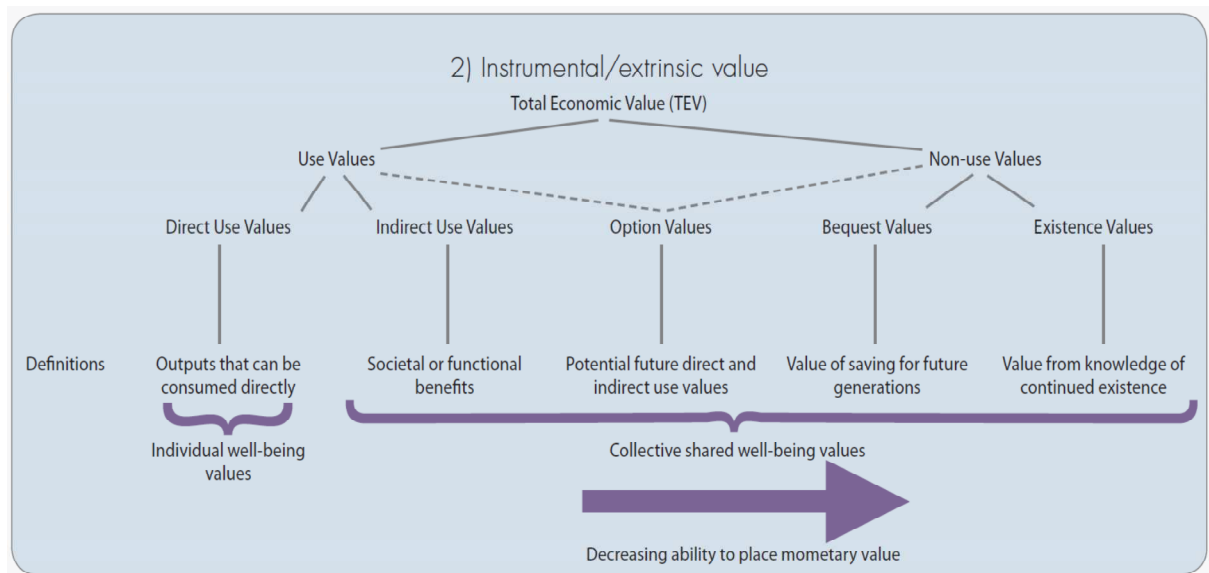 2) Instrumental/extrinsic value
Total Economic Value (TEV)
Use Values
Non-use Values
Direct Use Values
Indirect Use Values
Option Values
Bequest Values
Existence Values
Definitions
Outputs that can be
consumed directly
Societal or functional
benefits
Potential future direct and
indirect use values
Value of saving for future
generations
Value from knowledge of
continued existence
Individual well-being
values
Collective shared well-being values
Decreasing ability to place mometary value